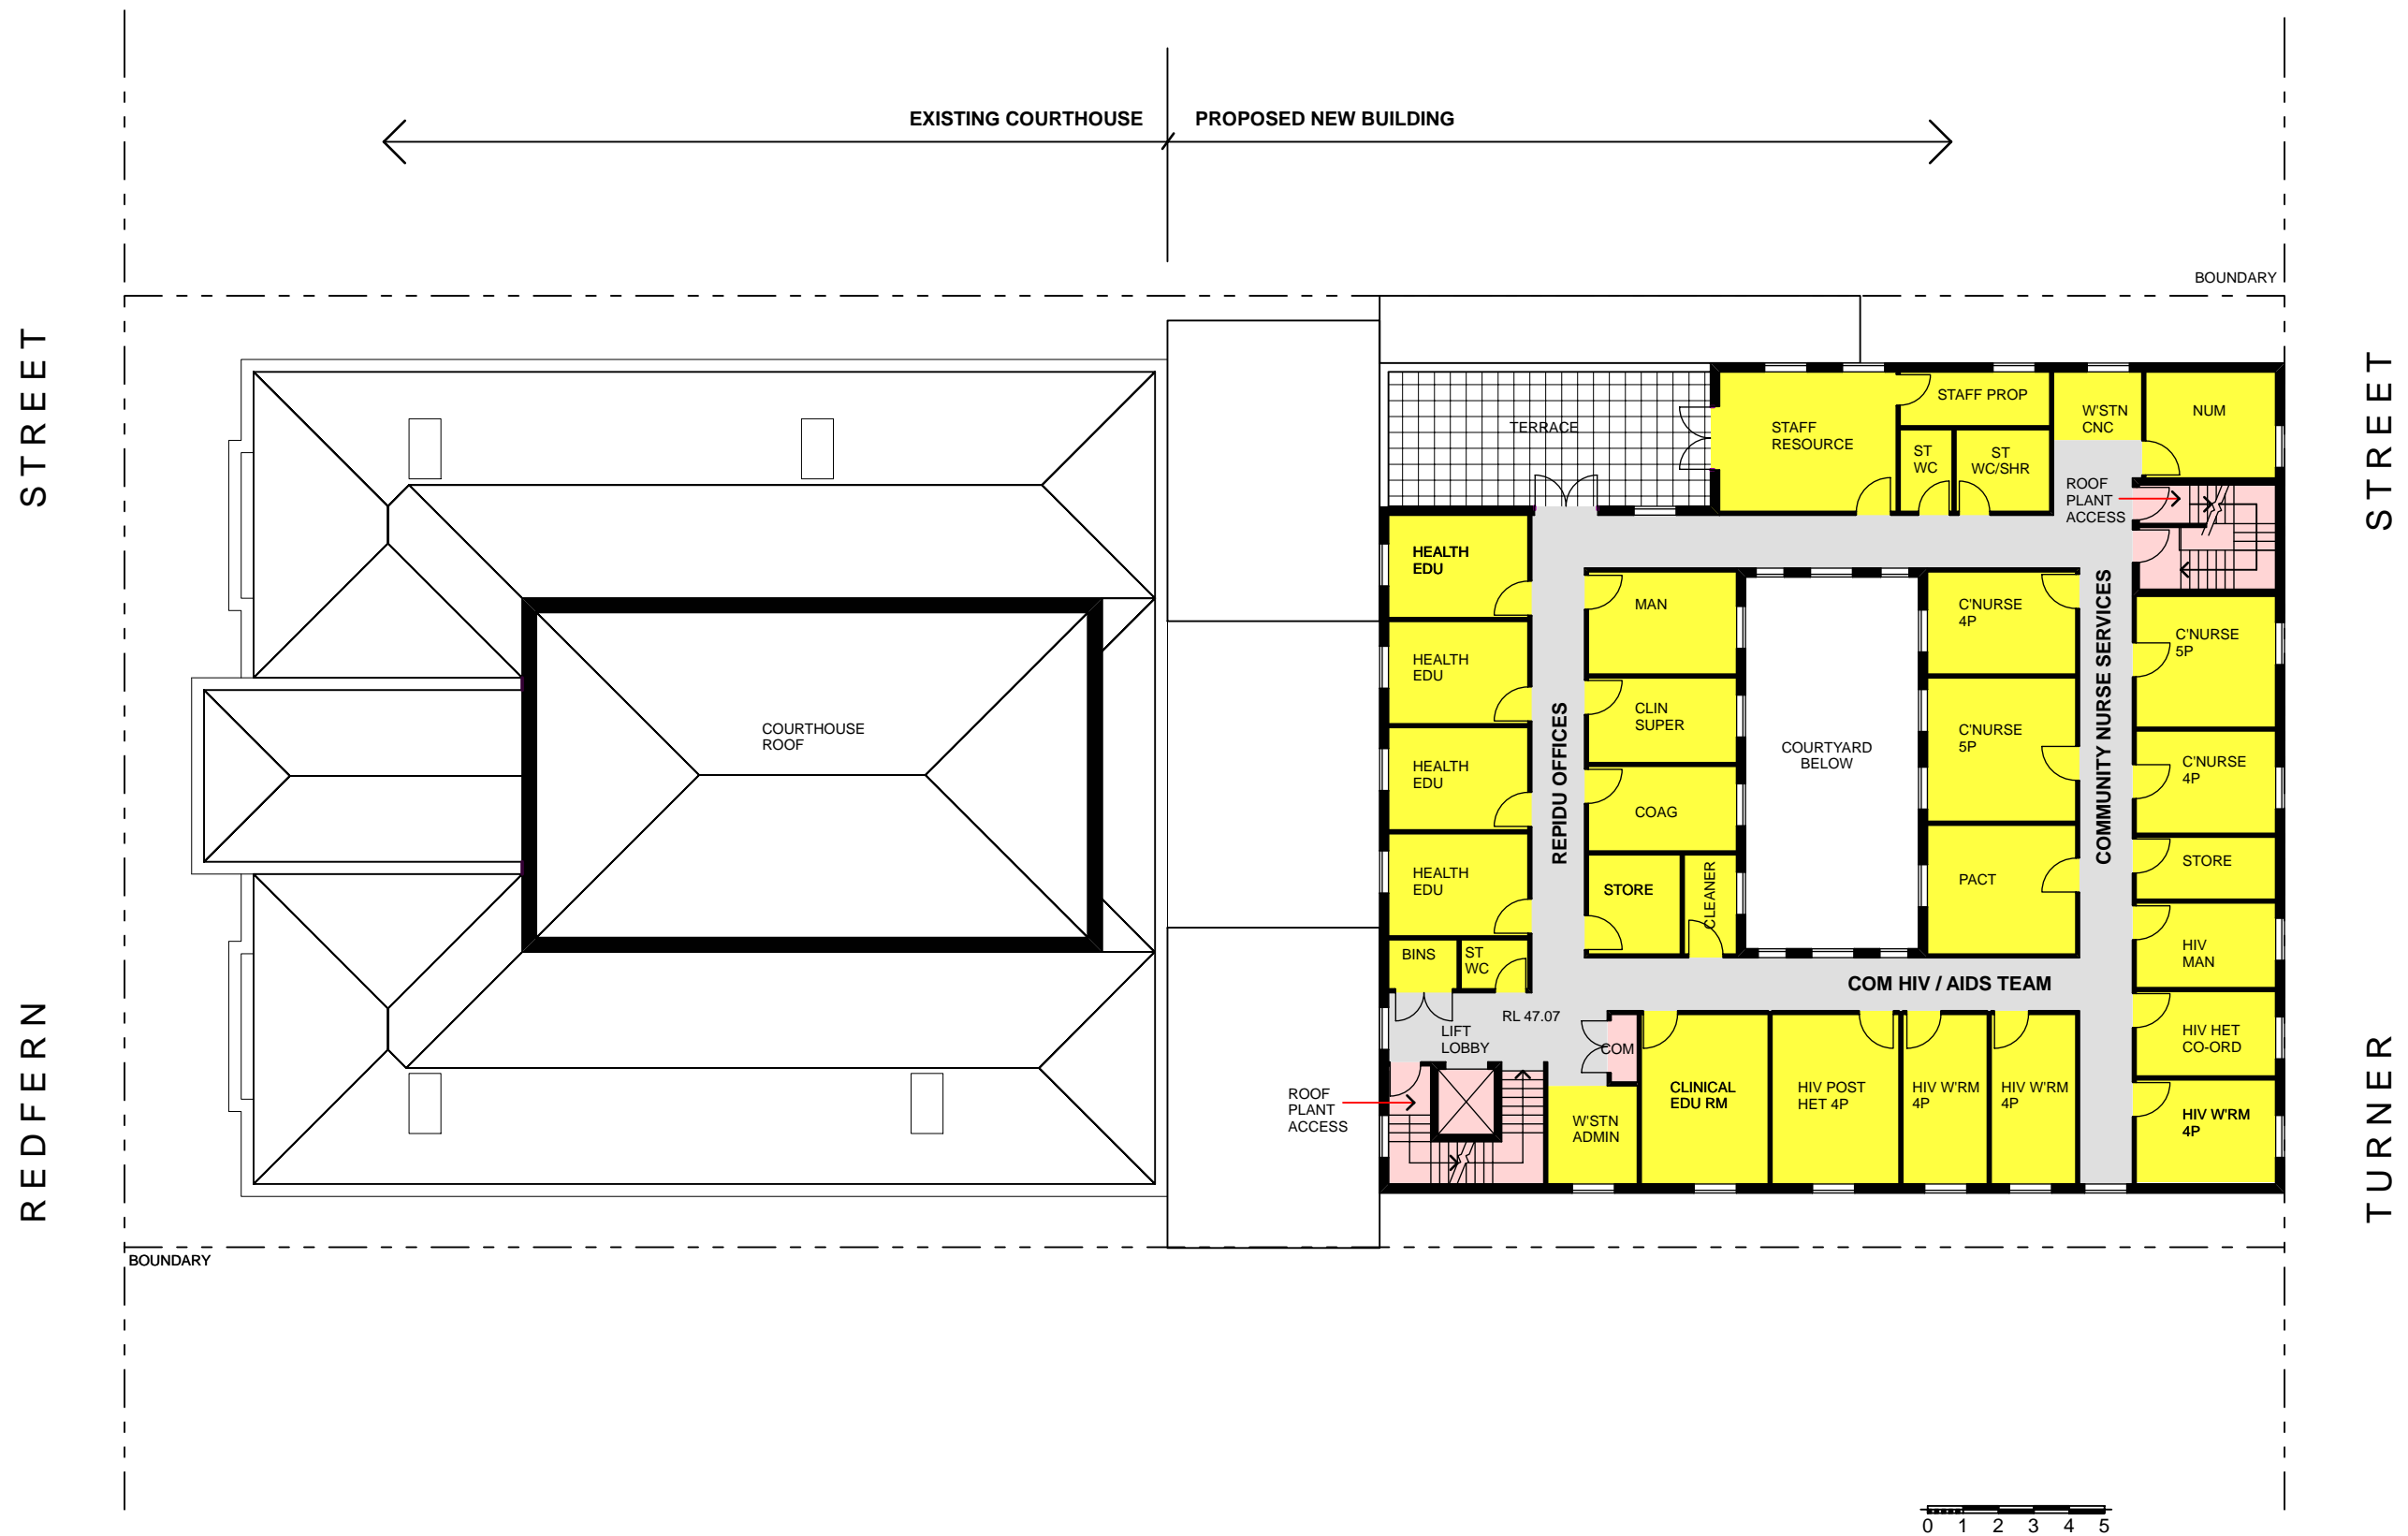 EXISTING COURTHOUSE
PROPOSED NEW BUILDING
BOUNDARY
REDFERN STREET
TURNER STREET
COURTHOUSE
ROOF
TERRACE
STAFF
RESOURCE
STAFF PROP
ST
WC
ST
WC/SHR
W'STN
CNC
NUM
ROOF
PLANT
ACCESS
HEALTH
EDU
HEALTH
EDU
HEALTH
EDU
HEALTH
EDU
REPIDU OFFICES
MAN
CLIN
SUPER
COAG
STORE
CLEANER
COURTYARD
BELOW
C'NURSE
4P
C'NURSE
5P
PACT
COMMUNITY NURSE SERVICES
C'NURSE
5P
C'NURSE
4P
STORE
HIV
MAN
HIV HET
CO-ORD
HIV W'RM
4P
BINS
ST
WC
COM HIV / AIDS TEAM
RL 47.07
LIFT
LOBBY
COM
ROOF
PLANT
ACCESS
W'STN
ADMIN
CLINICAL
EDU RM
HIV POST
HET 4P
HIV W'RM
4P
HIV W'RM
4P
BOUNDARY
0 1 2 3 4 5